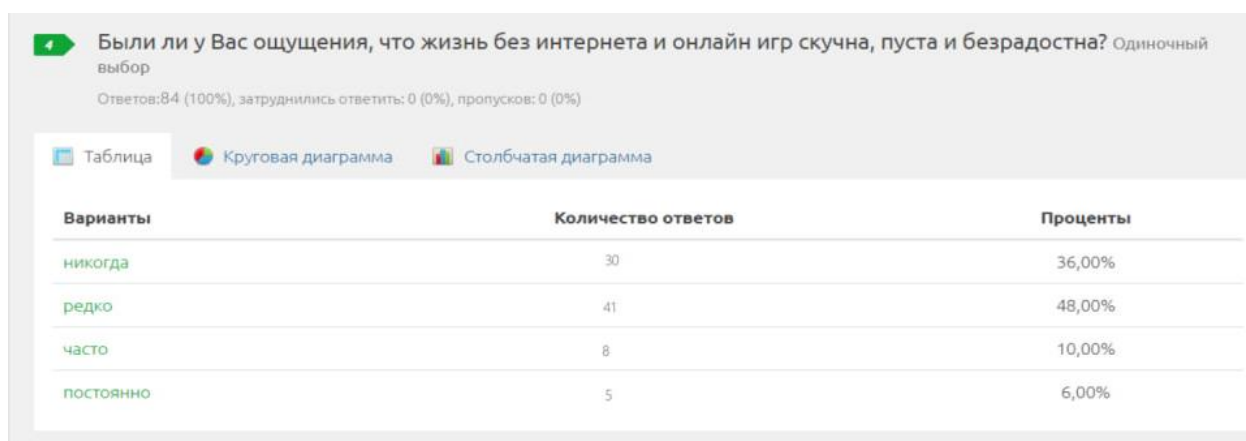 4 Были ли у Вас ощущения, что жизнь без интернета и онлайн игр скучна, пуста и безрадостна? Одиночный
выбор
Ответов:84 (100%), затруднились ответить: 0 (0%), пропусков: 0 (0%)
Таблица Круговая диаграмма Столбчатая диаграмма
Варианты Количество ответов Проценты
никогда 30 36,00%
редко 41 48,00%
часто 8 10,00%
постоянно 5 6,00%